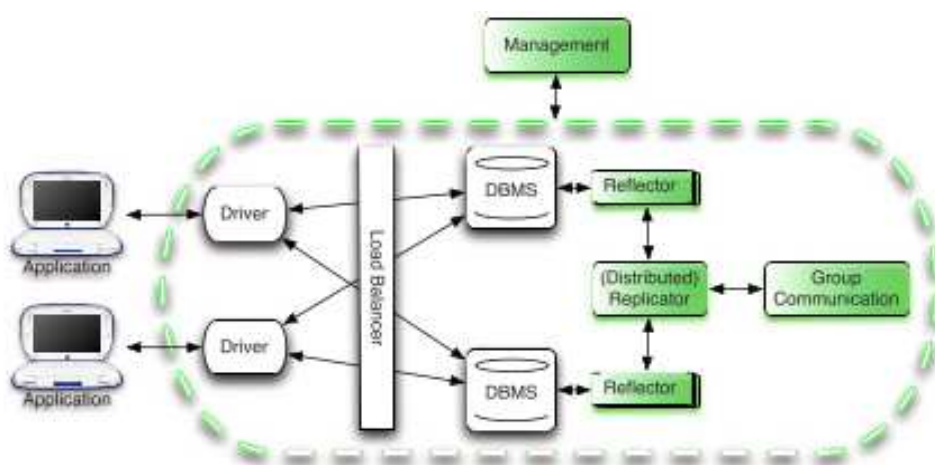 Management
DBMS
Reflector
Driver
Load Balancer
Application
(Distributed)
Replicator
Group
Communication
Driver
DBMS
Reflector
Application